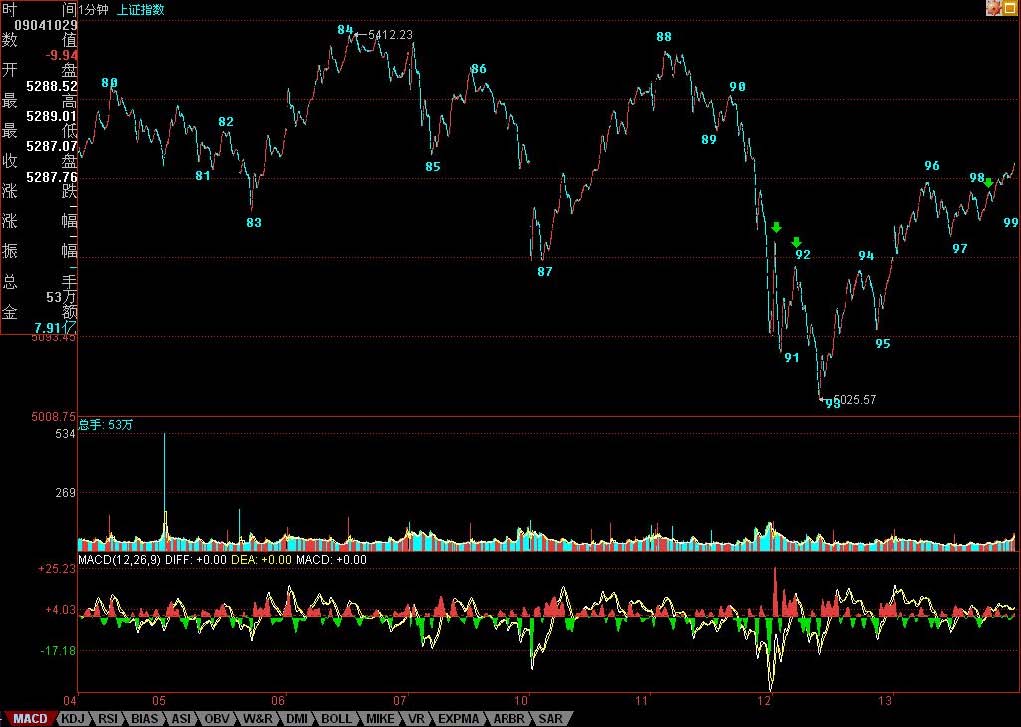 时 间 1分钟 上证指数
09041029
数 值
-9.94
开 盘
5288.52
最 高
5289.01
最 低
5287.07
收 盘
5287.76
涨 跌
涨 幅
振 幅
总 手
53万
金 额
7.91亿
5093.45
5008.75
80
81
82
83
84
5412.23
85
86
87
88
89
90
91
92
93
5025.57
94
95
96
97
98
99
总手: 53万
534
269
MACD(12,26,9) DIFF: +0.00 DEA: +0.00 MACD: +0.00
+25.23
+4.03
-17.18
04 05 06 07 10 11 12 13
MACD KDJ RSI BIAS ASI OBV W&R DMI BOLL MIKE VR EXPMA ARBR SAR